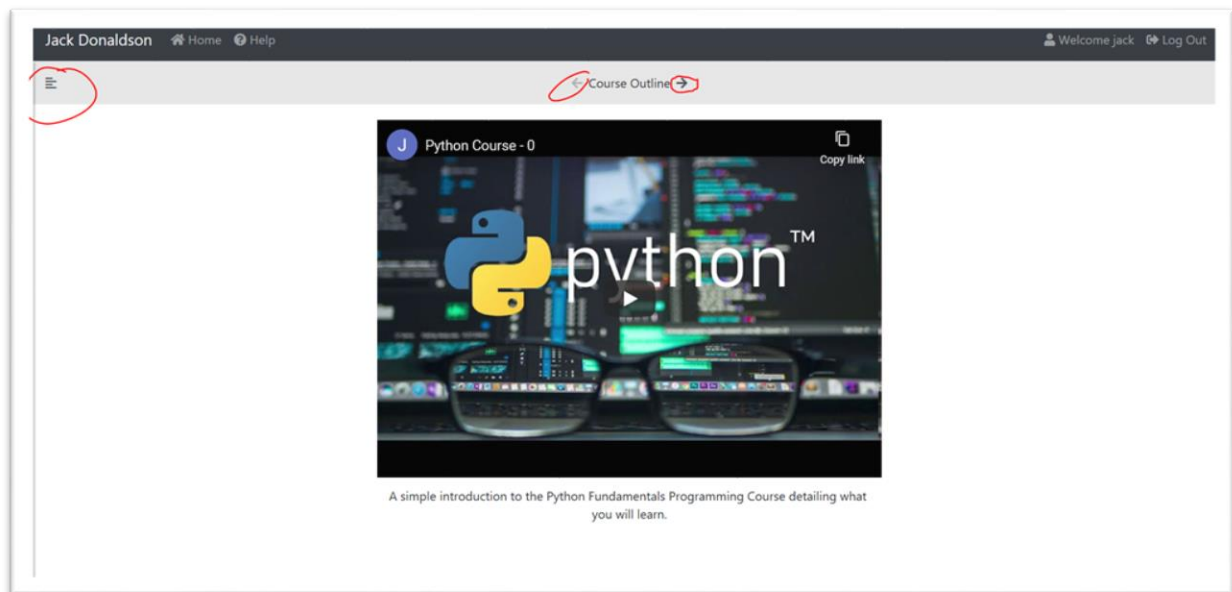 Jack Donaldson Home Help Welcome jack Log Out
Course Outline
J Python Course - 0
Copy link
python™
A simple introduction to the Python Fundamentals Programming Course detailing what
you will learn.